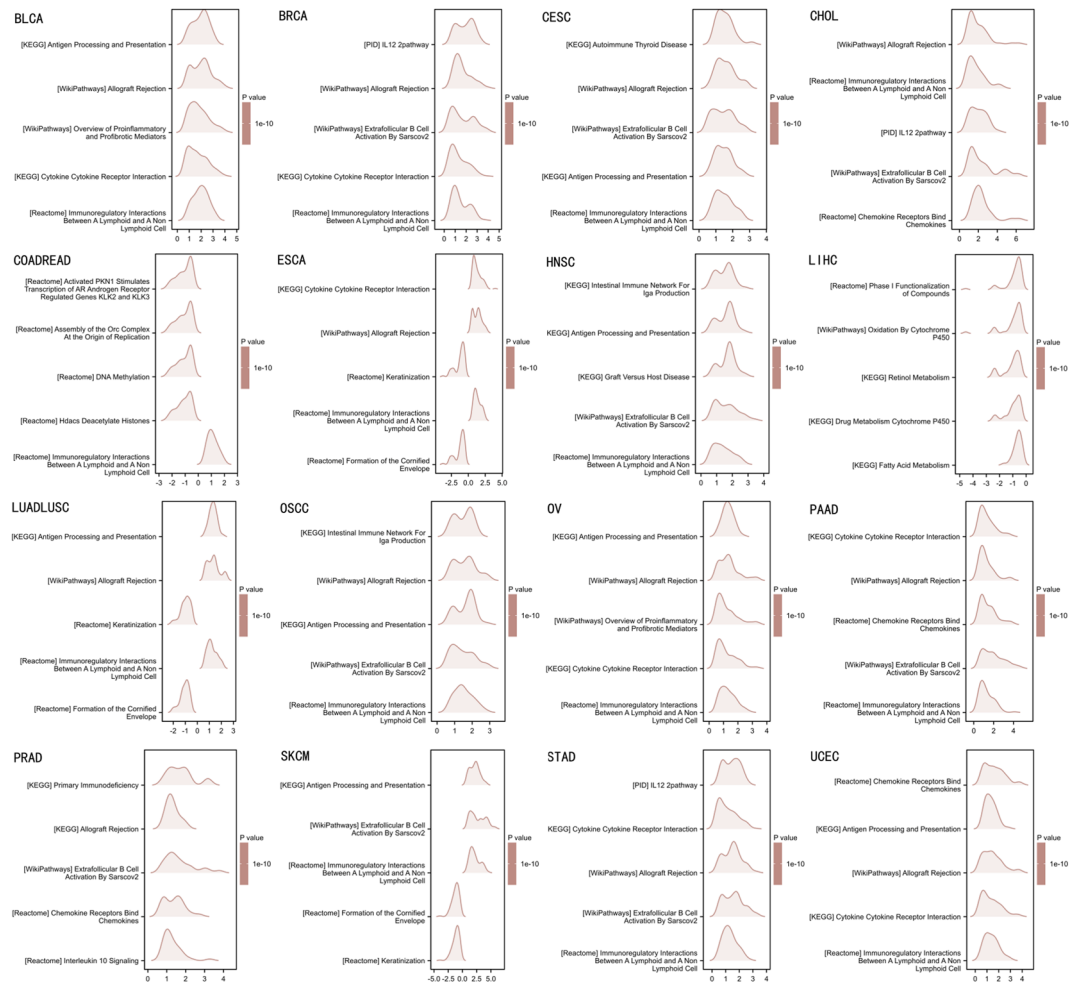 BLCA
[KEGG] Antigen Processing and Presentation
[WikiPathways] Allograft Rejection
[WikiPathways] Overview of Proinflammatory
and Profibrotic Mediators
[KEGG] Cytokine Cytokine Receptor Interaction
[Reactome] Immunoregulatory Interactions
Between A Lymphoid and A Non
Lymphoid Cell
0 1 2 3 4 5
P value
1e-10
BRCA
[PID] IL12 2pathway
[WikiPathways] Allograft Rejection
[WikiPathways] Extrafollicular B Cell
Activation By Sarscov2
[KEGG] Cytokine Cytokine Receptor Interaction
[Reactome] Immunoregulatory Interactions
Between A Lymphoid and A Non
Lymphoid Cell
0 1 2 3 4 5
P value
1e-10
CESC
[KEGG] Autoimmune Thyroid Disease
[WikiPathways] Allograft Rejection
[WikiPathways] Extrafollicular B Cell
Activation By Sarscov2
[KEGG] Antigen Processing and Presentation
[Reactome] Immunoregulatory Interactions
Between A Lymphoid and A Non
Lymphoid Cell
0 1 2 3 4
P value
1e-10
CHOL
[WikiPathways] Allograft Rejection
[Reactome] Immunoregulatory Interactions
Between A Lymphoid and A Non
Lymphoid Cell
[PID] IL12 2pathway
[WikiPathways] Extrafollicular B Cell
Activation By Sarscov2
[Reactome] Chemokine Receptors Bind
Chemokines
0 2 4 6
P value
1e-10
COADREAD
[Reactome] Activated PKN1 Stimulates
Transcription of AR Androgen Receptor
Regulated Genes KLK2 and KLK3
[Reactome] Assembly of the Orc Complex
At the Origin of Replication
[Reactome] DNA Methylation
[Reactome] Hdacs Deacetylate Histones
[Reactome] Immunoregulatory Interactions
Between A Lymphoid and A Non
Lymphoid Cell
-3 -2 -1 0 1 2 3
P value
1e-10
ESCA
[KEGG] Cytokine Cytokine Receptor Interaction
[WikiPathways] Allograft Rejection
[Reactome] Keratinization
[Reactome] Immunoregulatory Interactions
Between A Lymphoid and A Non
Lymphoid Cell
[Reactome] Formation of the Cornified
Envelope
-2.5 0.0 2.5 5.0
P value
1e-10
HNSC
[KEGG] Intestinal Immune Network For
Iga Production
KEGG] Antigen Processing and Presentation
[KEGG] Graft Versus Host Disease
[WikiPathways] Extrafollicular B Cell
Activation By Sarscov2
[Reactome] Immunoregulatory Interactions
Between A Lymphoid and A Non
Lymphoid Cell
0 1 2 3 4
P value
1e-10
LIHC
[Reactome] Phase I Functionalization
of Compounds
[WikiPathways] Oxidation By Cytochrome
P450
[KEGG] Retinol Metabolism
[KEGG] Drug Metabolism Cytochrome P450
[KEGG] Fatty Acid Metabolism
-5 -4 -3 -2 -1 0
P value
1e-10
LUADLUSC
[KEGG] Antigen Processing and Presentation
[WikiPathways] Allograft Rejection
[Reactome] Keratinization
[Reactome] Immunoregulatory Interactions
Between A Lymphoid and A Non
Lymphoid Cell
[Reactome] Formation of the Cornified
Envelope
-2 -1 0 1 2 3
P value
1e-10
OSCC
[KEGG] Intestinal Immune Network For
Iga Production
[WikiPathways] Allograft Rejection
[KEGG] Antigen Processing and Presentation
[WikiPathways] Extrafollicular B Cell
Activation By Sarscov2
[Reactome] Immunoregulatory Interactions
Between A Lymphoid and A Non
Lymphoid Cell
0 1 2 3
P value
1e-10
OV
[KEGG] Antigen Processing and Presentation
[WikiPathways] Allograft Rejection
[WikiPathways] Overview of Proinflammatory
and Profibrotic Mediators
[KEGG] Cytokine Cytokine Receptor Interaction
[Reactome] Immunoregulatory Interactions
Between A Lymphoid and A Non
Lymphoid Cell
0 1 2 3 4
P value
1e-10
PAAD
[KEGG] Cytokine Cytokine Receptor Interaction
[WikiPathways] Allograft Rejection
[Reactome] Chemokine Receptors Bind
Chemokines
[WikiPathways] Extrafollicular B Cell
Activation By Sarscov2
[Reactome] Immunoregulatory Interactions
Between A Lymphoid and A Non
Lymphoid Cell
0 2 4
P value
1e-10
PRAD
[KEGG] Primary Immunodeficiency
[KEGG] Allograft Rejection
[WikiPathways] Extrafollicular B Cell
Activation By Sarscov2
[Reactome] Chemokine Receptors Bind
Chemokines
[Reactome] Interleukin 10 Signaling
0 1 2 3 4
P value
1e-10
SKCM
[KEGG] Antigen Processing and Presentation
[WikiPathways] Extrafollicular B Cell
Activation By Sarscov2
[Reactome] Immunoregulatory Interactions
Between A Lymphoid and A Non
Lymphoid Cell
[Reactome] Formation of the Cornified
Envelope
[Reactome] Keratinization
-5.0 -2.5 0.0 2.5 5.0
P value
1e-10
STAD
[PID] IL12 2pathway
KEGG] Cytokine Cytokine Receptor Interaction
[WikiPathways] Allograft Rejection
[WikiPathways] Extrafollicular B Cell
Activation By Sarscov2
[Reactome] Immunoregulatory Interactions
Between A Lymphoid and A Non
Lymphoid Cell
0 1 2 3 4
P value
1e-10
UCEC
[Reactome] Chemokine Receptors Bind
Chemokines
[KEGG] Antigen Processing and Presentation
[WikiPathways] Allograft Rejection
[KEGG] Cytokine Cytokine Receptor Interaction
[Reactome] Immunoregulatory Interactions
Between A Lymphoid and A Non
Lymphoid Cell
0 1 2 3 4
P value
1e-10